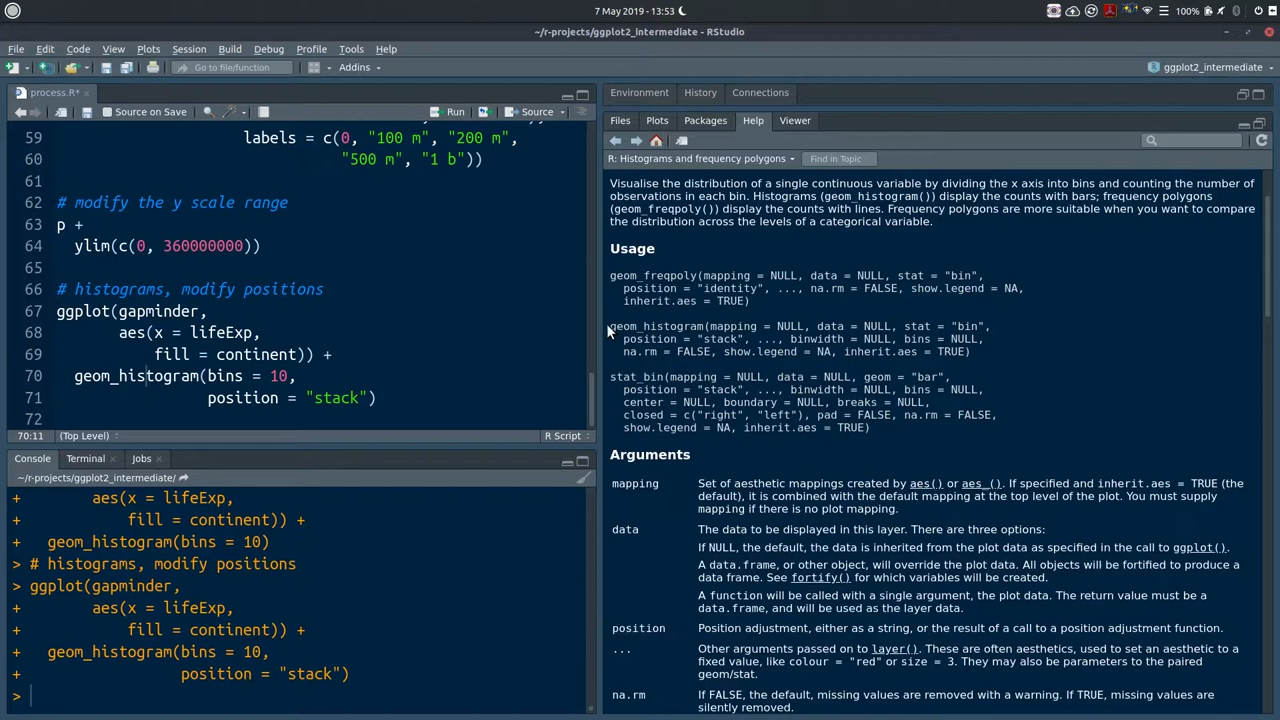 7 May 2019 - 13:53
100%
~/r-projects/ggplot2_intermediate - RStudio
File Edit Code View Plots Session Build Debug Profile Tools Help
Go to file/function
Addins
ggplot2_intermediate
process.R*
Source on Save
Run
Source
59 labels = c(0, "100 m", "200 m",
60 "500 m", "1 b"))
61
62 # modify the y scale range
63 p +
64 ylim(c(0, 360000000))
65
66 # histograms, modify positions
67 ggplot(gapminder,
68 aes(x = lifeExp,
69 fill = continent)) +
70 geom_histogram(bins = 10,
71 position = "stack")
72
70:11 (Top Level) R Script
Console Terminal Jobs
~/r-projects/ggplot2_intermediate/
+ aes(x = lifeExp,
+ fill = continent)) +
+ geom_histogram(bins = 10)
> # histograms, modify positions
> ggplot(gapminder,
+ aes(x = lifeExp,
+ fill = continent)) +
+ geom_histogram(bins = 10,
+ position = "stack")
>
Environment History Connections
Files Plots Packages Help Viewer
R: Histograms and frequency polygons
Find in Topic
Visualise the distribution of a single continuous variable by dividing the x axis into bins and counting the number of
observations in each bin. Histograms (geom_histogram()) display the counts with bars; frequency polygons
(geom_freqpoly()) display the counts with lines. Frequency polygons are more suitable when you want to compare
the distribution across the levels of a categorical variable.
Usage
geom_freqpoly(mapping = NULL, data = NULL, stat = "bin",
position = "identity", ..., na.rm = FALSE, show.legend = NA,
inherit.aes = TRUE)
geom_histogram(mapping = NULL, data = NULL, stat = "bin",
position = "stack", ..., binwidth = NULL, bins = NULL,
na.rm = FALSE, show.legend = NA, inherit.aes = TRUE)
stat_bin(mapping = NULL, data = NULL, geom = "bar",
position = "stack", ..., binwidth = NULL, bins = NULL,
center = NULL, boundary = NULL, breaks = NULL,
closed = c("right", "left"), pad = FALSE, na.rm = FALSE,
show.legend = NA, inherit.aes = TRUE)
Arguments
mapping Set of aesthetic mappings created by aes() or aes_(). If specified and inherit.aes = TRUE (the
default), it is combined with the default mapping at the top level of the plot. You must supply
mapping if there is no plot mapping.
data The data to be displayed in this layer. There are three options:
If NULL, the default, the data is inherited from the plot data as specified in the call to ggplot().
A data.frame, or other object, will override the plot data. All objects will be fortified to produce a
data frame. See fortify() for which variables will be created.
A function will be called with a single argument, the plot data. The return value must be a
data.frame, and will be used as the layer data.
position Position adjustment, either as a string, or the result of a call to a position adjustment function.
... Other arguments passed on to layer(). These are often aesthetics, used to set an aesthetic to a
fixed value, like colour = "red" or size = 3. They may also be parameters to the paired
geom/stat.
na.rm If FALSE, the default, missing values are removed with a warning. If TRUE, missing values are
silently removed.